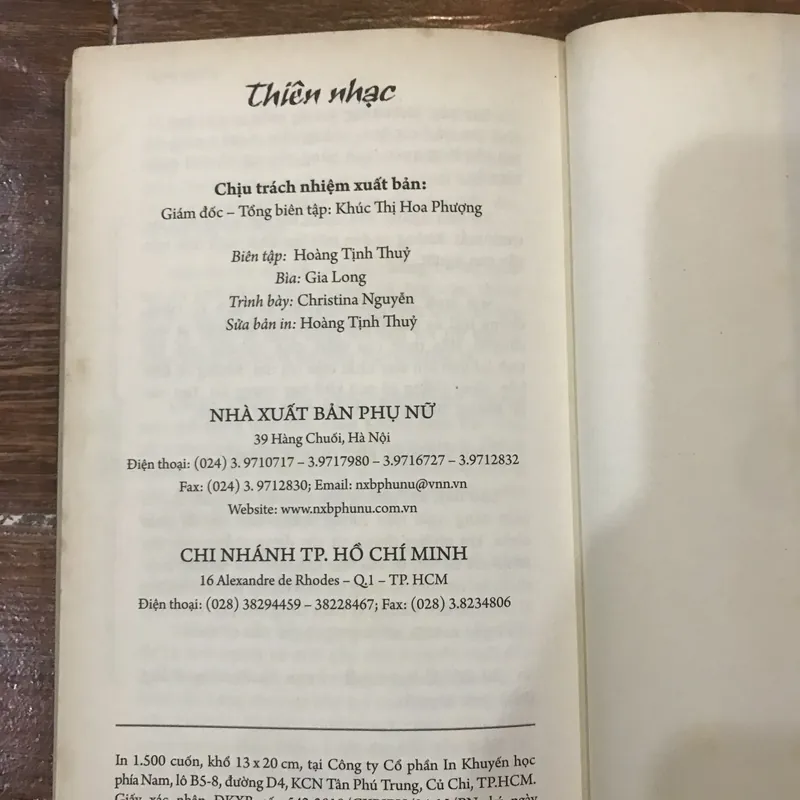 Thiên nhạc
Chịu trách nhiệm xuất bản:
Giám đốc – Tổng biên tập: Khúc Thị Hoa Phượng
Biên tập: Hoàng Tịnh Thuỷ
Bìa: Gia Long
Trình bày: Christina Nguyễn
Sửa bản in: Hoàng Tịnh Thuỷ
NHÀ XUẤT BẢN PHỤ NỮ
39 Hàng Chuối, Hà Nội
Điện thoại: (024) 3. 9710717 – 3.9717980 – 3.9716727 – 3.9712832
Fax: (024) 3. 9712830; Email: nxbphunu@vnn.vn
Website: www.nxbphunu.com.vn
CHI NHÁNH TP. HỒ CHÍ MINH
16 Alexandre de Rhodes – Q.1 – TP. HCM
Điện thoại: (028) 38294459 – 38228467; Fax: (028) 3.8234806
In 1.500 cuốn, khổ 13 x 20 cm, tại Công ty Cổ phần In Khuyến học
phía Nam, lô B5-8, đường D4, KCN Tân Phú Trung, Củ Chi, TP.HCM.
Giấy xác nhận ĐKXB số